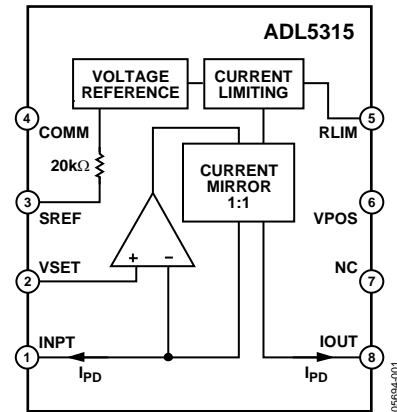 ADL5315
VOLTAGE
REFERENCE
CURRENT
LIMITING
4
COMM
5
RLIM
20kΩ
CURRENT
MIRROR
1:1
3
SREF
6
VPOS
2
VSET
+ −
7
NC
1
INPT
IPD
8
IOUT
IPD
05694-001